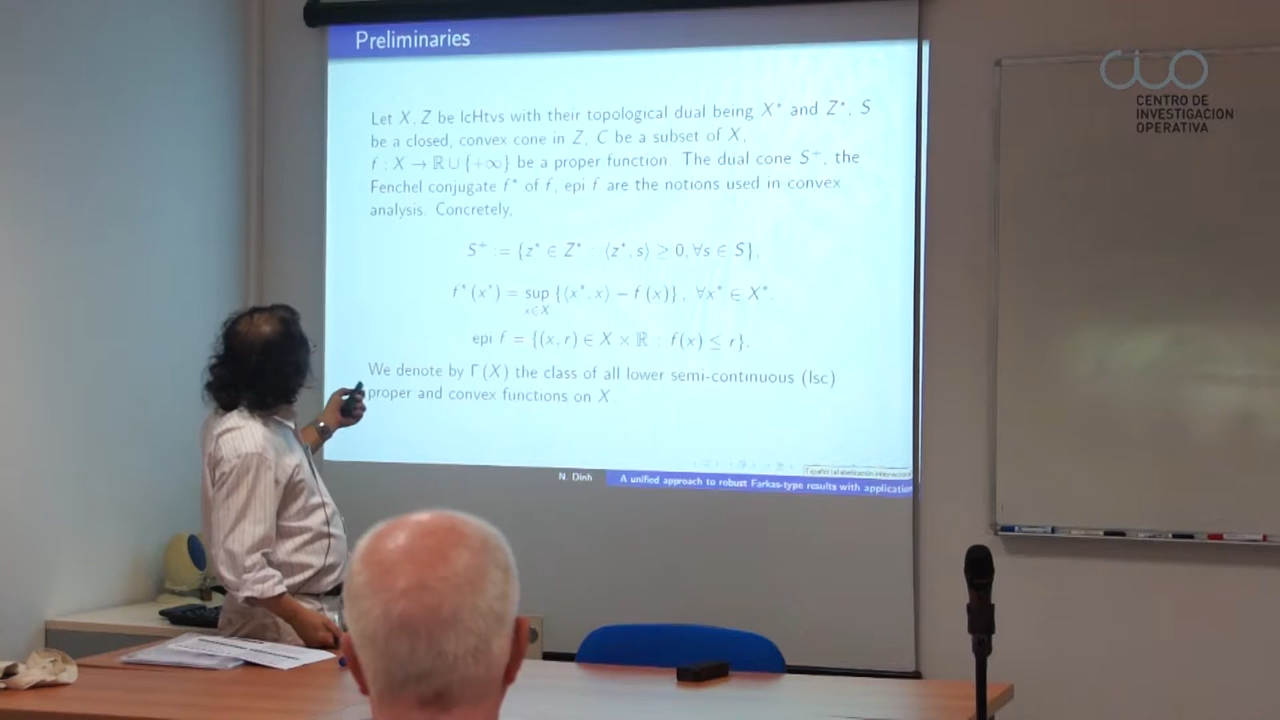 Preliminaries
Let X, Z be lcHtvs with their topological dual being X* and Z*, S
be a closed, convex cone in Z, C be a subset of X,
f : X → ℝ ∪ {+∞} be a proper function. The dual cone S⁺, the
Fenchel conjugate f* of f, epi f are the notions used in convex
analysis. Concretely,
S⁺ := {z* ∈ Z* : ⟨z*, s⟩ ≥ 0, ∀s ∈ S},
f*(x*) = sup {⟨x*, x⟩ − f(x)}, ∀x* ∈ X*.
x∈X
epi f = {(x, r) ∈ X × ℝ : f(x) ≤ r}.
We denote by Γ(X) the class of all lower semi-continuous (lsc)
proper and convex functions on X
N. Dinh
A unified approach to robust Farkas-type results with application
CIO
CENTRO DE
INVESTIGACION
OPERATIVA